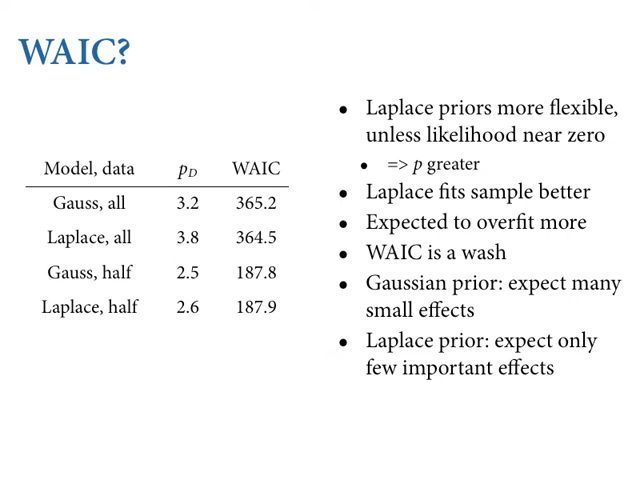 WAIC?
Model, data p_D WAIC
Gauss, all 3.2 365.2
Laplace, all 3.8 364.5
Gauss, half 2.5 187.8
Laplace, half 2.6 187.9
• Laplace priors more flexible,
unless likelihood near zero
• => p greater
• Laplace fits sample better
• Expected to overfit more
• WAIC is a wash
• Gaussian prior: expect many
small effects
• Laplace prior: expect only
few important effects